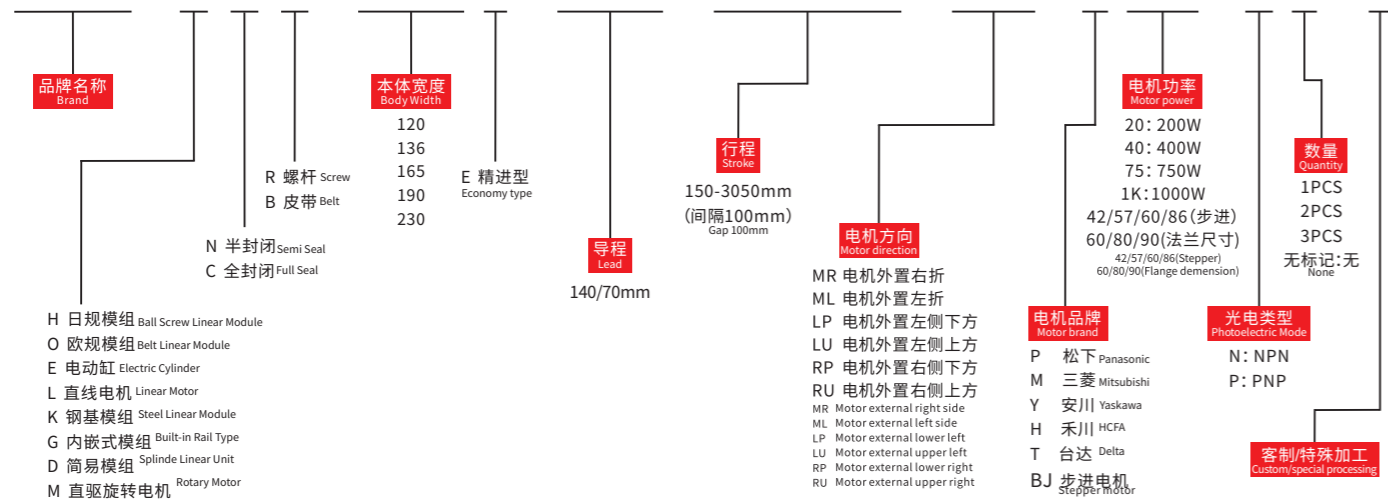 品牌名称
Brand
H 日规模组 Ball Screw Linear Module
O 欧规模组 Belt Linear Module
E 电动缸 Electric Cylinder
L 直线电机 Linear Motor
K 钢基模组 Steel Linear Module
G 内嵌式模组 Built-in Rail Type
D 简易模组 Splinde Linear Unit
M 直驱旋转电机 Rotary Motor
N 半封闭 Semi Seal
C 全封闭 Full Seal
R 螺杆 Screw
B 皮带 Belt
本体宽度
Body Width
120
136
165
190
230
E 精进型
Economy type
导程
Lead
140/70mm
行程
Stroke
150-3050mm
（间隔100mm）
Gap 100mm
电机方向
Motor direction
MR 电机外置右折
ML 电机外置左折
LP 电机外置左侧下方
LU 电机外置左侧上方
RP 电机外置右侧下方
RU 电机外置右侧上方
MR Motor external right side
ML Motor external left side
LP Motor external lower left
LU Motor external upper left
RP Motor external lower right
RU Motor external upper right
电机品牌
Motor brand
P 松下 Panasonic
M 三菱 Mitsubishi
Y 安川 Yaskawa
H 禾川 HCFA
T 台达 Delta
BJ 步进电机
Stepper motor
电机功率
Motor power
20：200W
40：400W
75：750W
1K：1000W
42/57/60/86（步进）
60/80/90(法兰尺寸)
42/57/60/86(Stepper)
60/80/90(Flange demension)
光电类型
Photoelectric Mode
N：NPN
P：PNP
数量
Quantity
1PCS
2PCS
3PCS
无标记：无
None
客制/特殊加工
Custom/special processing